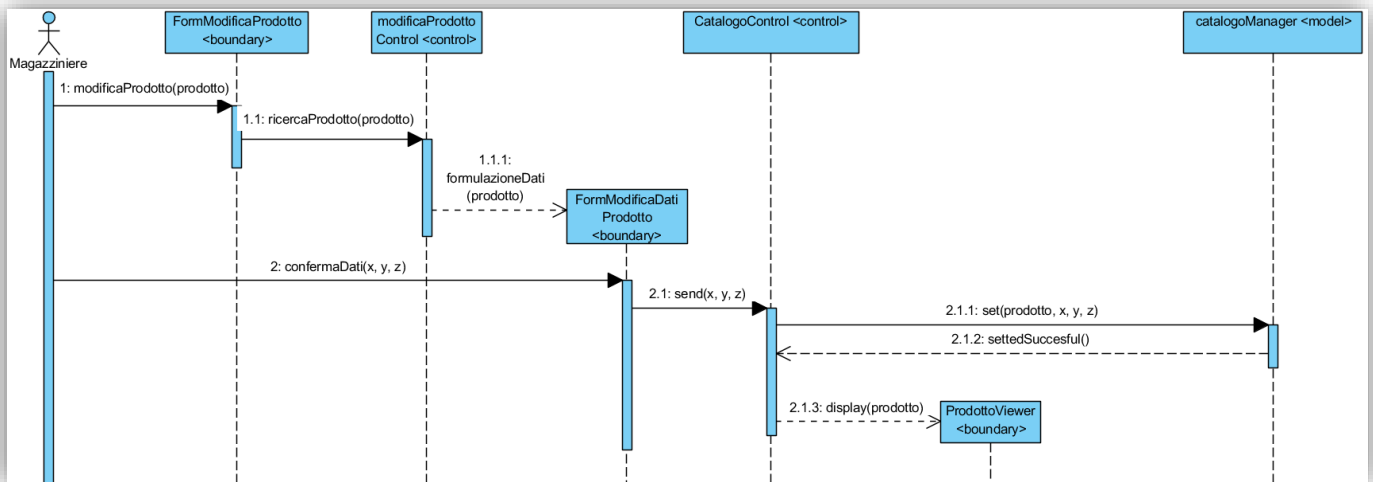 FormModificaProdotto
<boundary>
modificaProdotto
Control <control>
CatalogoControl <control>
catalogoManager <model>
Magazziniere
1: modificaProdotto(prodotto)
1.1: ricercaProdotto(prodotto)
1.1.1:
formulazioneDati
(prodotto)
FormModificaDati
Prodotto
<boundary>
2: confermaDati(x, y, z)
2.1: send(x, y, z)
2.1.1: set(prodotto, x, y, z)
2.1.2: settedSuccesful()
2.1.3: display(prodotto)
ProdottoViewer
<boundary>